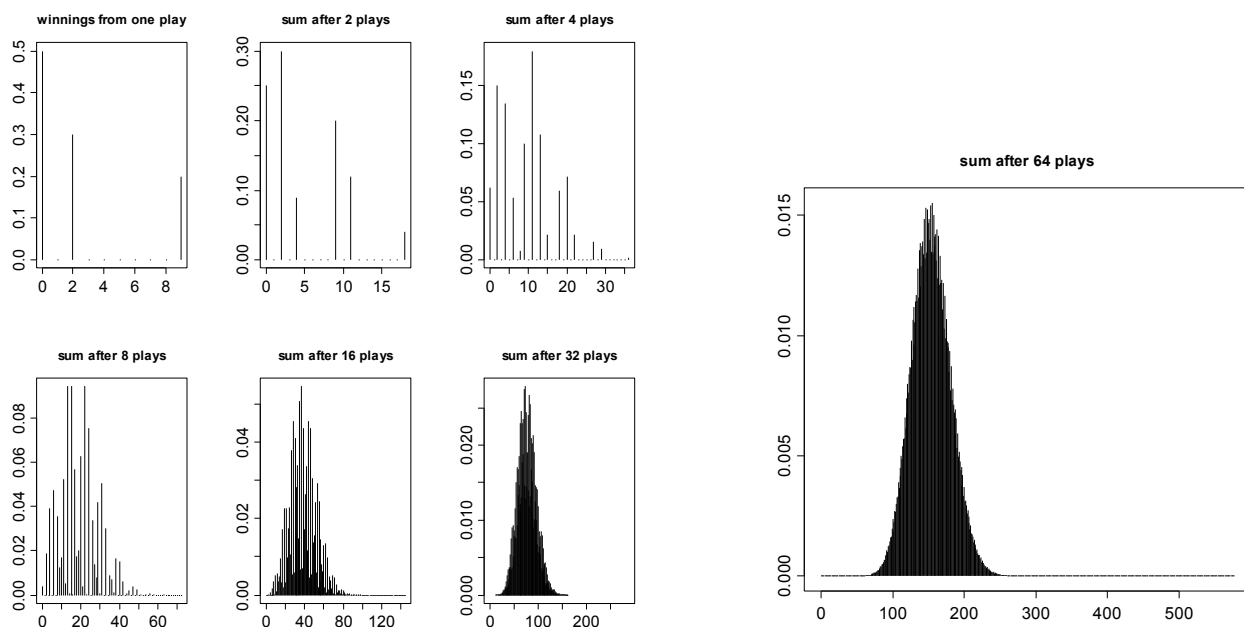 winnings from one play
0.0 0.1 0.2 0.3 0.4 0.5
0 2 4 6 8
sum after 2 plays
0.00 0.10 0.20 0.30
0 5 10 15
sum after 4 plays
0.00 0.05 0.10 0.15
0 10 20 30
sum after 8 plays
0.00 0.02 0.04 0.06 0.08
0 20 40 60
sum after 16 plays
0.00 0.02 0.04
0 40 80 120
sum after 32 plays
0.000 0.010 0.020
0 100 200
sum after 64 plays
0.000 0.005 0.010 0.015
0 100 200 300 400 500